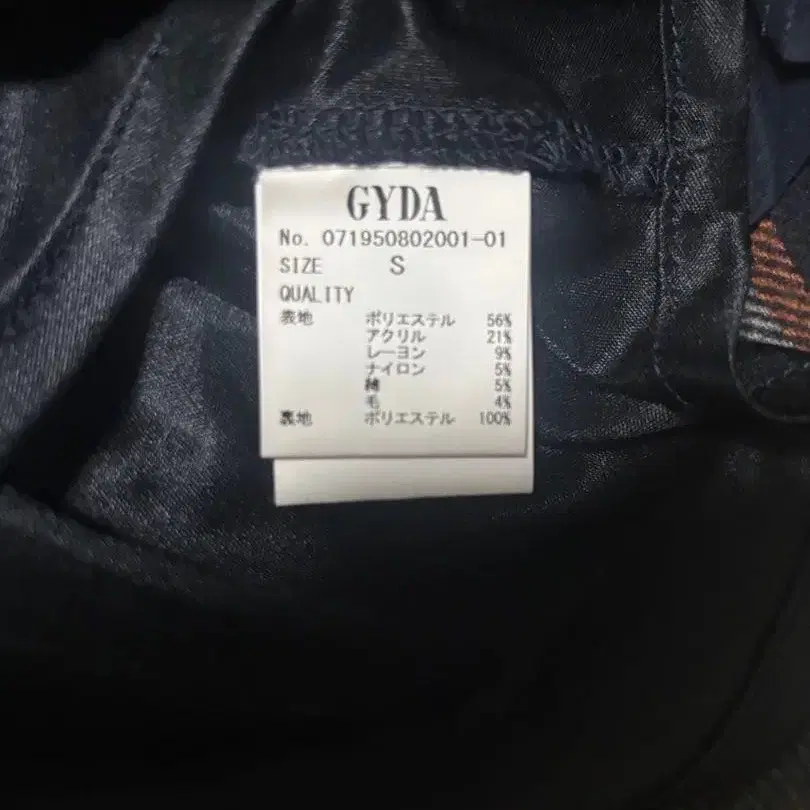 GYDA
No. 071950802001-01
SIZE S
QUALITY
表地 ポリエステル 56%
アクリル 21%
レーヨン 9%
ナイロン 5%
綿 5%
毛 4%
裏地 ポリエステル 100%